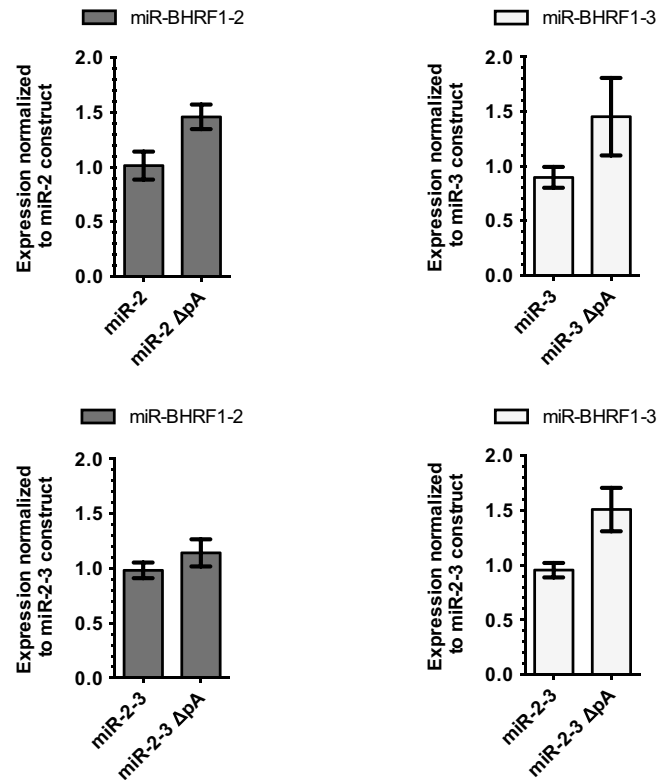 miR-BHRF1-2
Expression normalized
to miR-2 construct
2.0
1.5
1.0
0.5
0.0
miR-2
miR-2 ΔpA
miR-BHRF1-3
Expression normalized
to miR-3 construct
2.0
1.5
1.0
0.5
0.0
miR-3
miR-3 ΔpA
miR-BHRF1-2
Expression normalized
to miR-2-3 construct
2.0
1.5
1.0
0.5
0.0
miR-2-3
miR-2-3 ΔpA
miR-BHRF1-3
Expression normalized
to miR-2-3 construct
2.0
1.5
1.0
0.5
0.0
miR-2-3
miR-2-3 ΔpA